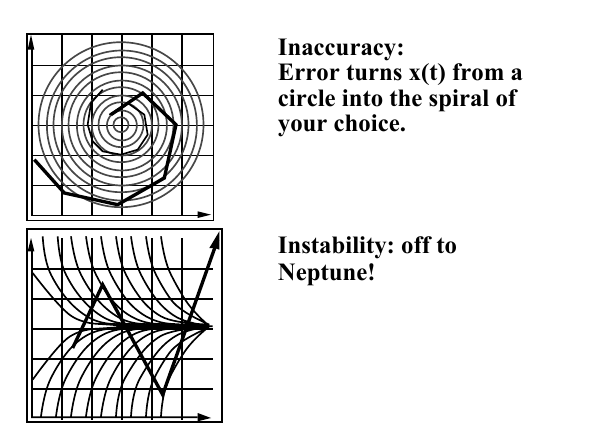 Inaccuracy:
Error turns x(t) from a
circle into the spiral of
your choice.
Instability: off to
Neptune!